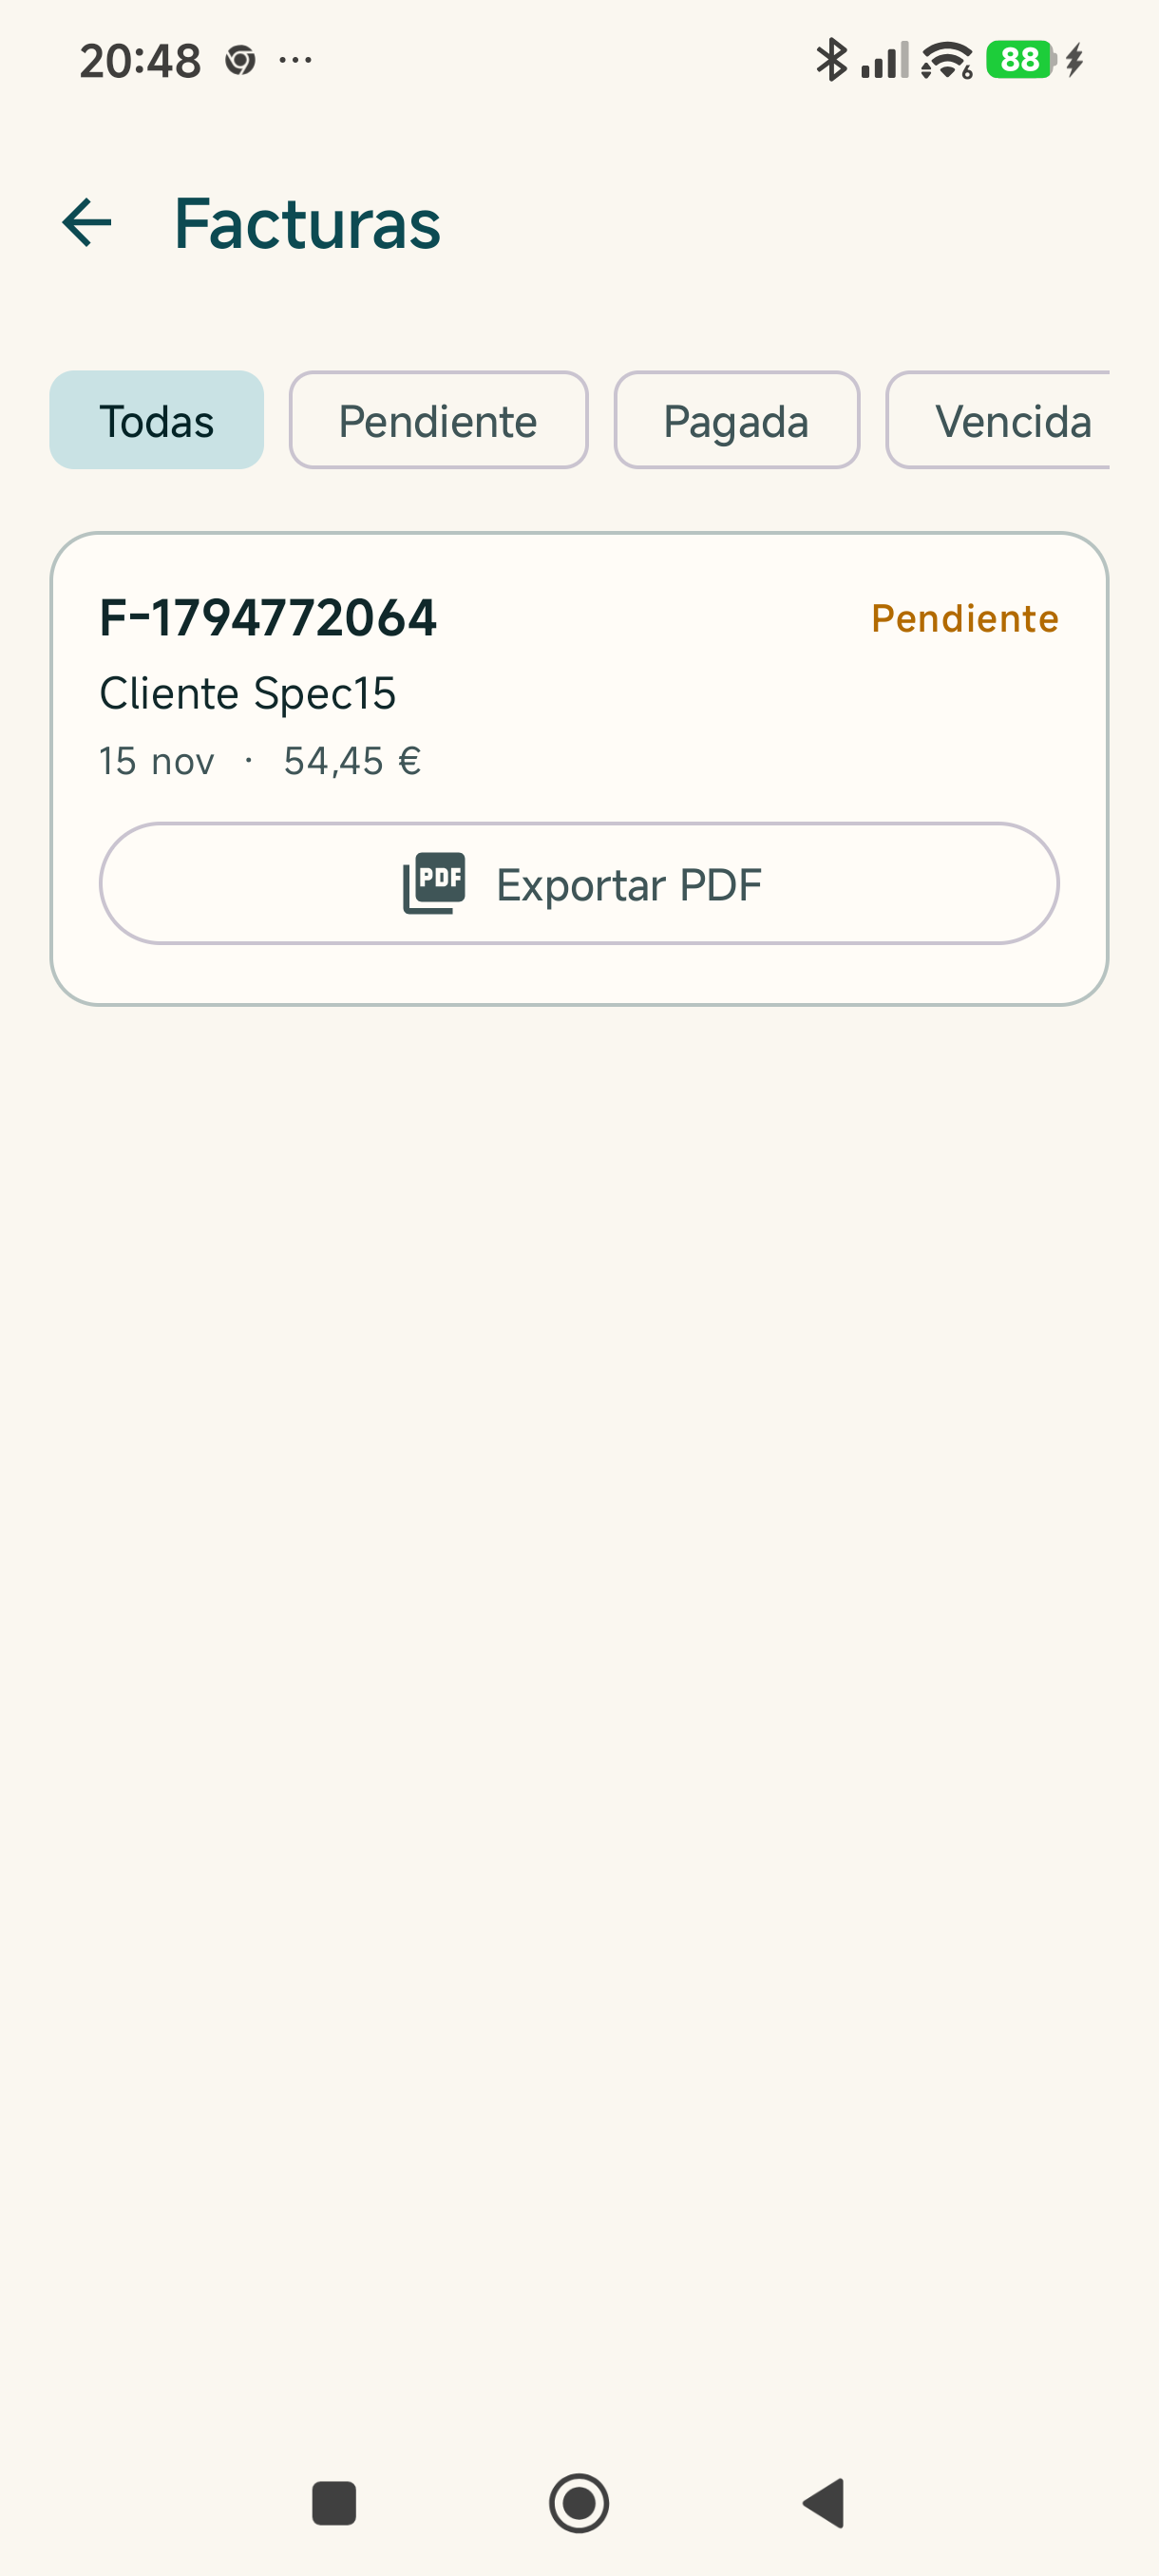 20:48 ... 6 88
Facturas
Todas Pendiente Pagada Vencida
F-1794772064 Pendiente
Cliente Spec15
15 nov · 54,45 €
PDF Exportar PDF